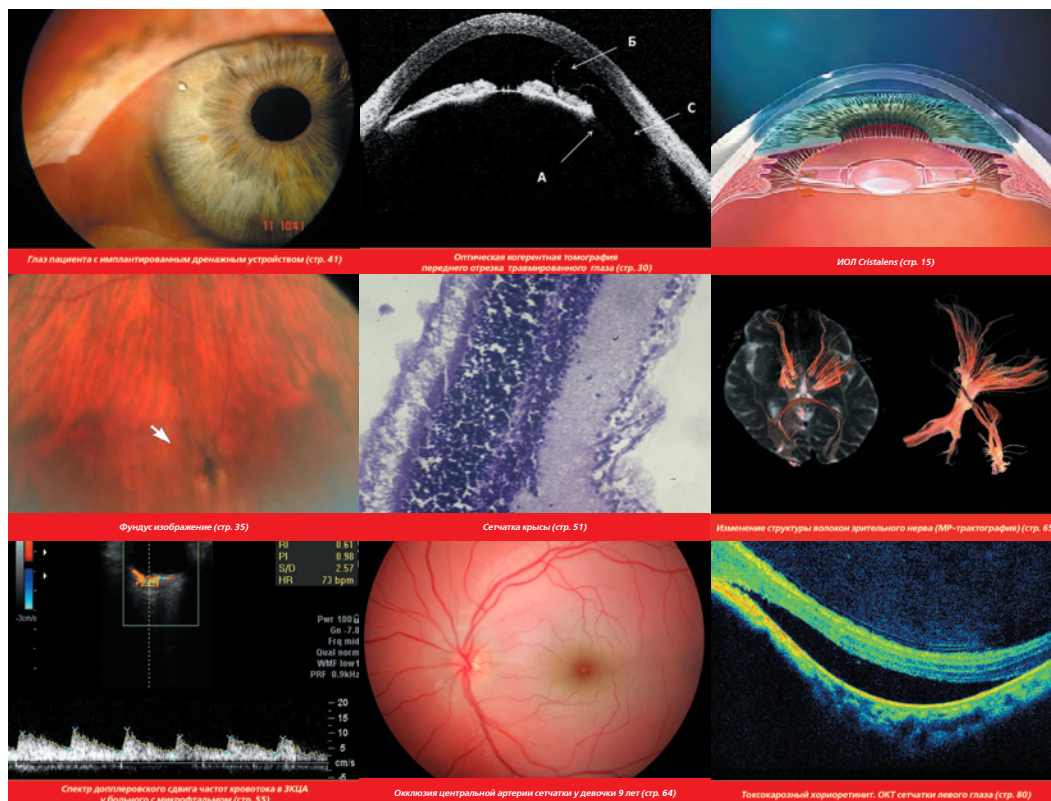 11 10:41
Глаз пациента с имплантированным дренажным устройством (стр. 41)
Б
С
А
Оптическая когерентная томография
переднего отрезка травмированного глаза (стр. 30)
ИОЛ Cristalens (стр. 15)
Фундус изображение (стр. 35)
Сетчатка крысы (стр. 51)
Изменение структуры волокон зрительного нерва (МР-трактография) (стр. 65
-3cm/s
RI 0.61
PI 0.98
S/D 2.57
HR 73 bpm
Pwr 100
Gn -7.8
Frq mid
Qual norm
WMF low1
PRF 0.9kHz
20
15
10
5
cm/s
-5
Спектр допплеровского сдвига частот кровотока в ЗКЦА
у больного с микрофтальмом (стр. 55)
Окклюзия центральной артерии сетчатки у девочки 9 лет (стр. 64)
Токсокарозный хориоретинит. ОКТ сетчатки левого глаза (стр. 80)